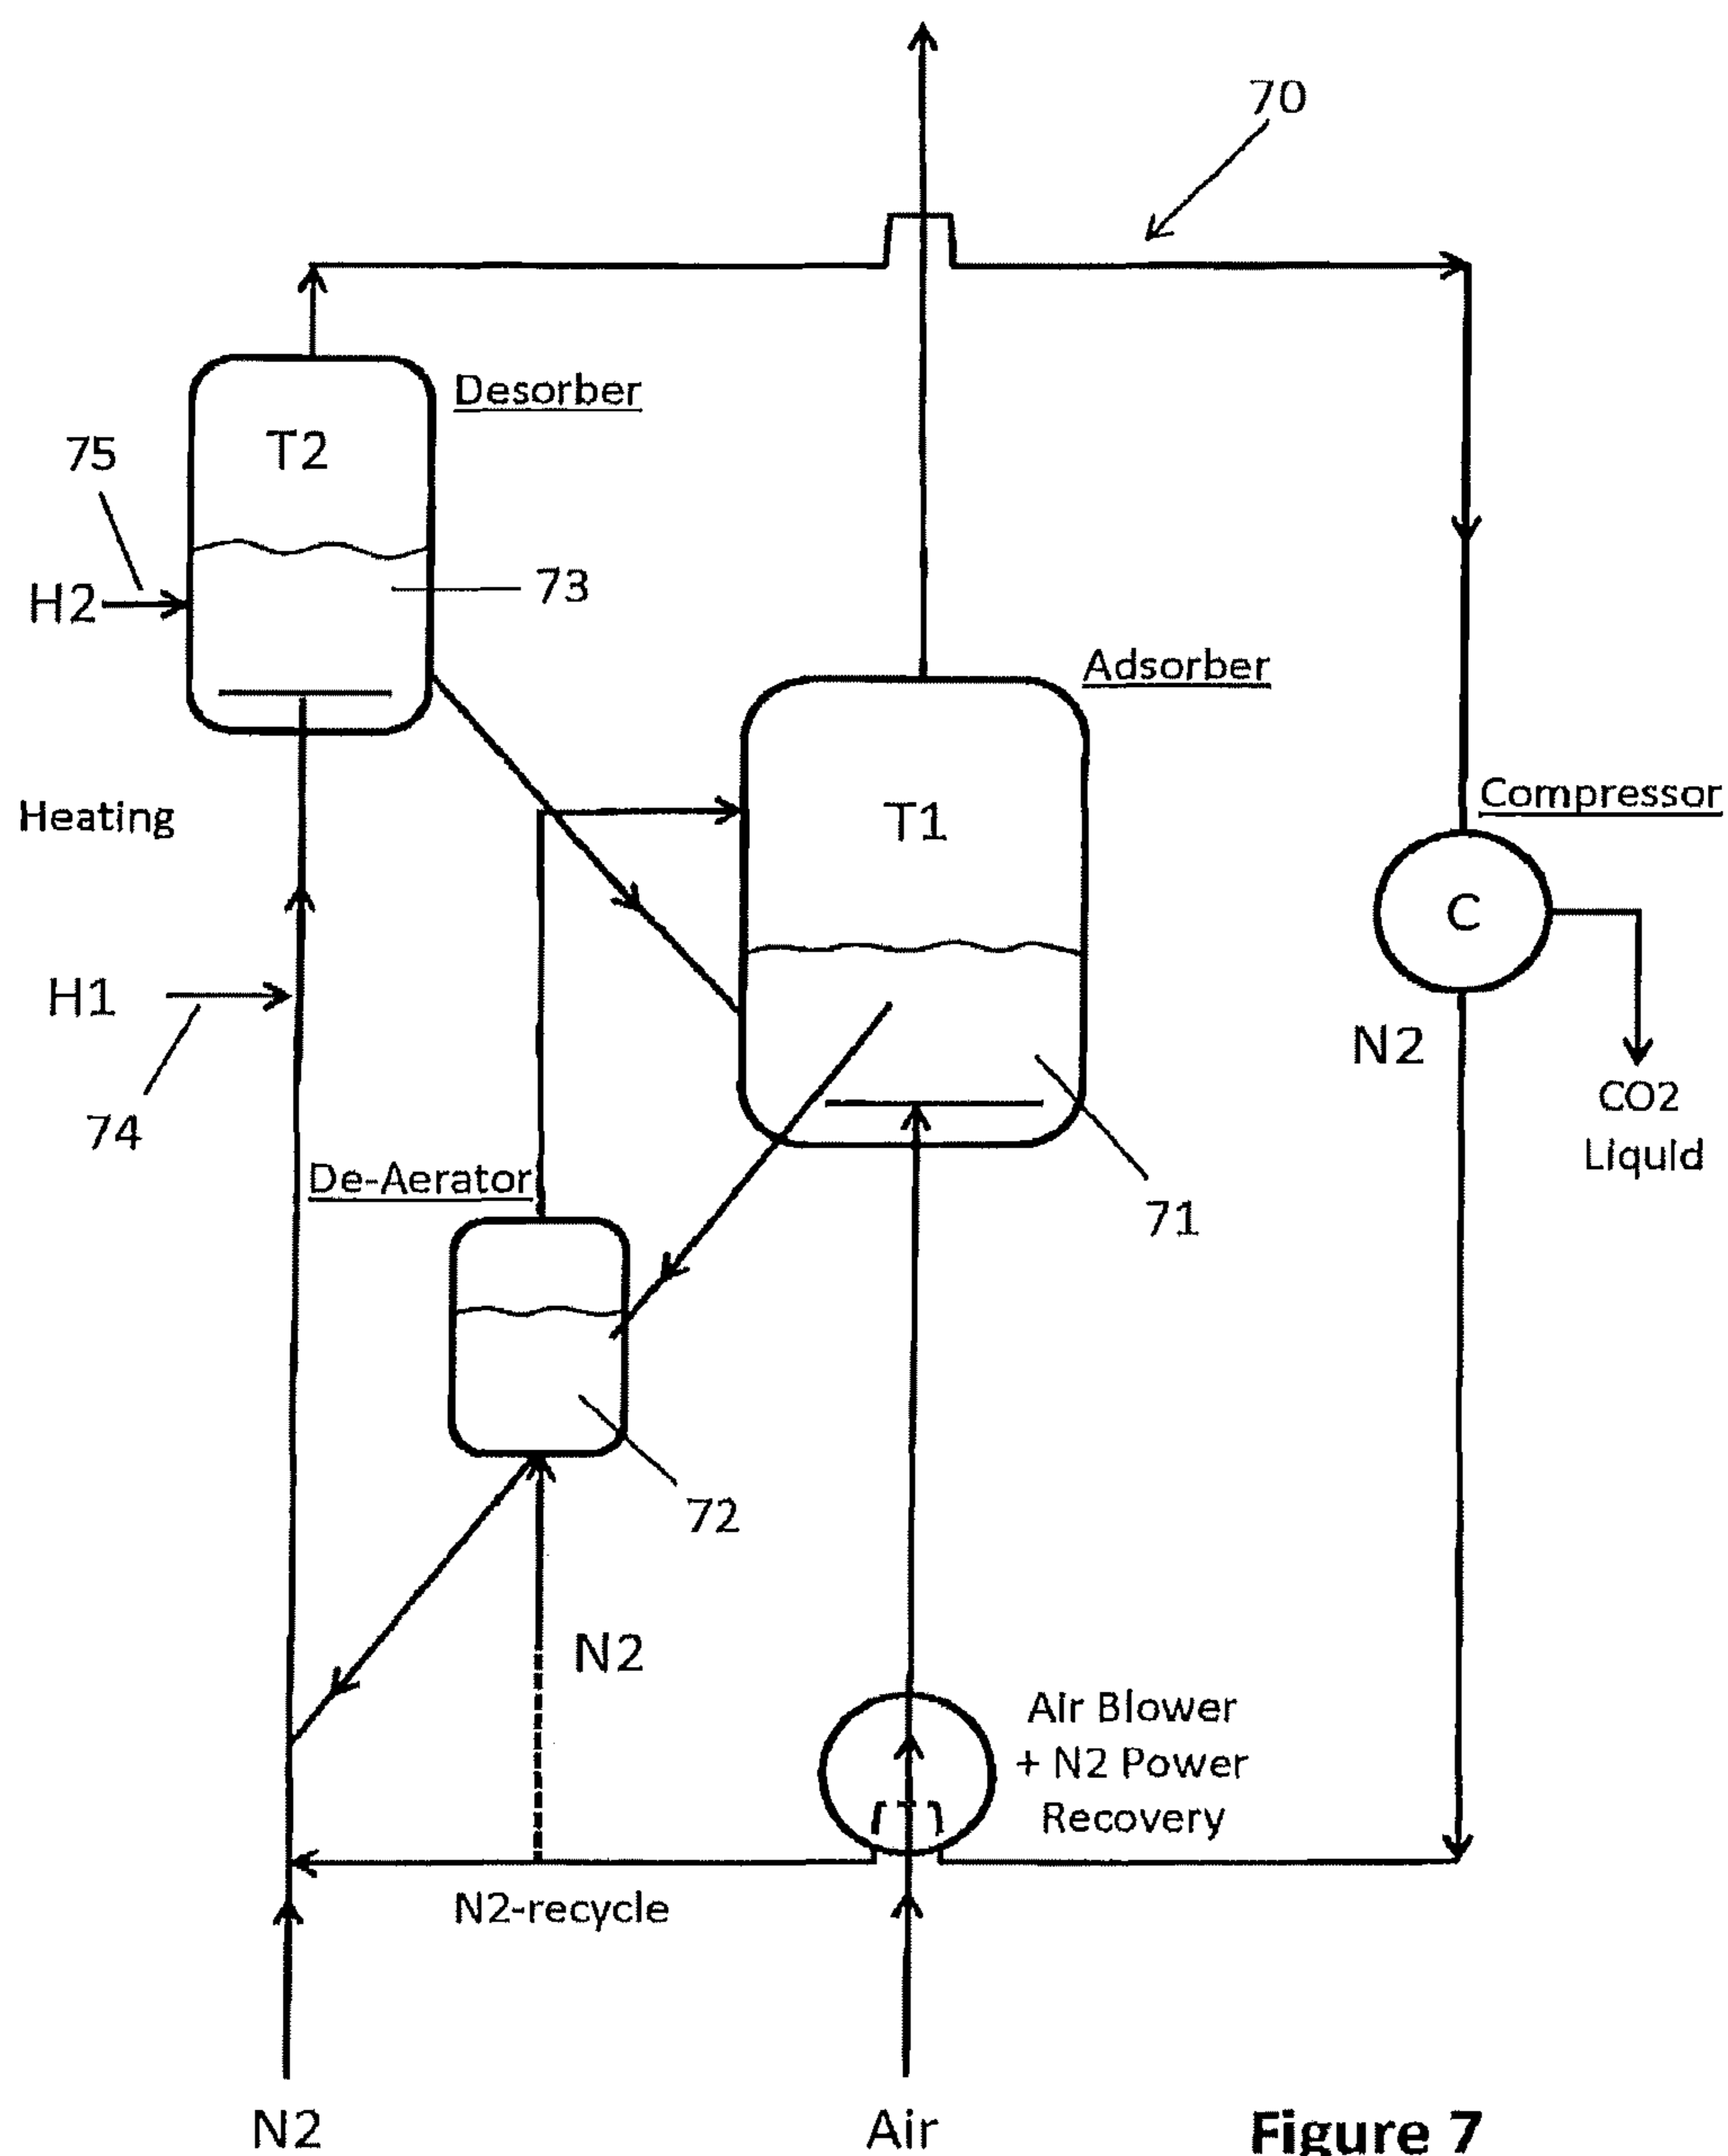 70
Desorber
T2
75
H2
73
Adsorber
Heating
T1
Compressor
C
H1
N2
CO2
Liquid
74
De-Aerator
71
72
N2
Air Blower
+ N2 Power
Recovery
N2-recycle
N2
Air
Figure 7